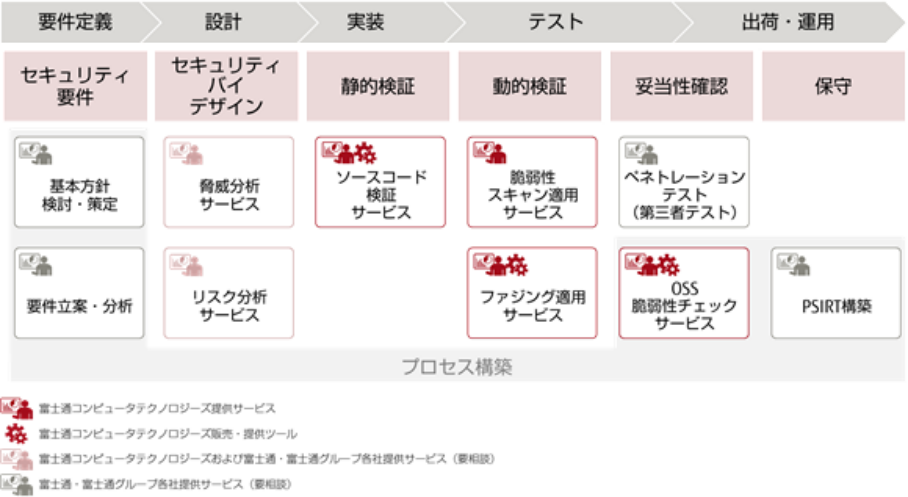 要件定義
設計
実装
テスト
出荷・運用
セキュリティ
要件
セキュリティ
バイ
デザイン
静的検証
動的検証
妥当性確認
保守
基本方針
検討・策定
脅威分析
サービス
ソースコード
検証
サービス
脆弱性
スキャン適用
サービス
ペネトレーション
テスト
（第三者テスト）
要件立案・分析
リスク分析
サービス
ファジング適用
サービス
OSS
脆弱性チェック
サービス
PSIRT構築
プロセス構築
富士通コンピュータテクノロジーズ提供サービス
富士通コンピュータテクノロジーズ販売・提供ツール
富士通コンピュータテクノロジーズおよび富士通・富士通グループ各社提供サービス（要相談）
富士通・富士通グループ各社提供サービス（要相談）